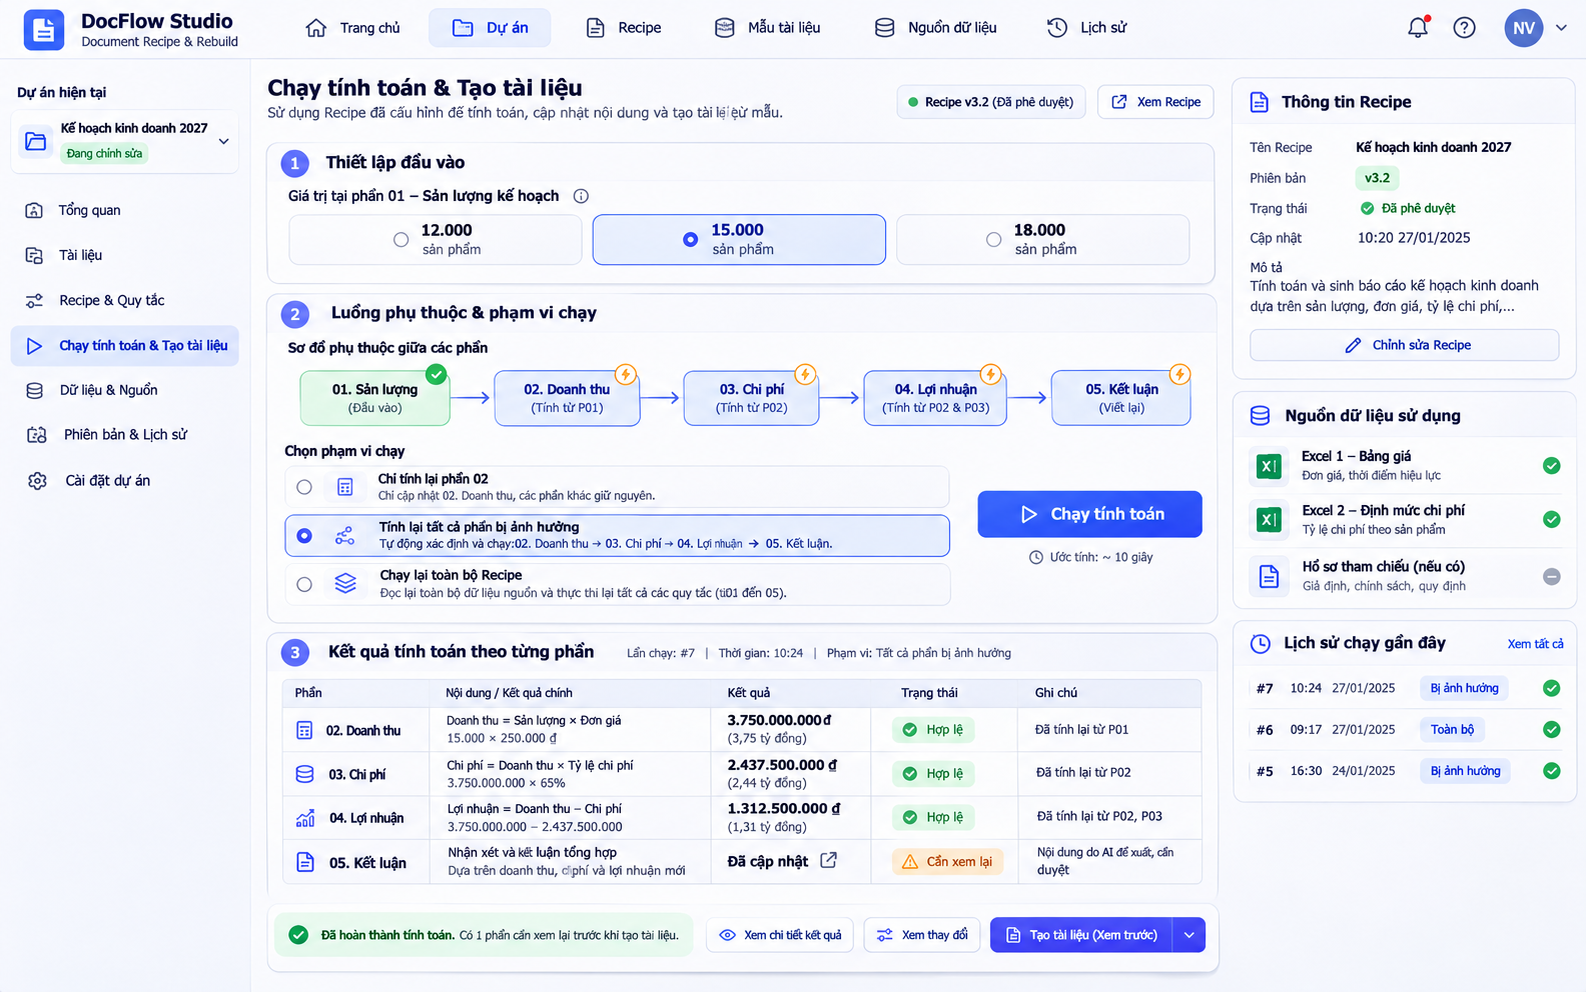 DocFlow Studio
Document Recipe & Rebuild
Trang chủ
Dự án
Recipe
Mẫu tài liệu
Nguồn dữ liệu
Lịch sử
NV
Dự án hiện tại
Kế hoạch kinh doanh 2027
Đang chỉnh sửa
Tổng quan
Tài liệu
Recipe & Quy tắc
Chạy tính toán & Tạo tài liệu
Dữ liệu & Nguồn
Phiên bản & Lịch sử
Cài đặt dự án
Chạy tính toán & Tạo tài liệu
Sử dụng Recipe đã cấu hình để tính toán, cập nhật nội dung và tạo tài mẫu.
Recipe v3.2 (Đã phê duyệt)
Xem Recipe
1 Thiết lập đầu vào
Giá trị tại phần 01 – Sản lượng kế hoạch
12.000
sản phẩm
15.000
sản phẩm
18.000
sản phẩm
2 Luồng phụ thuộc & phạm vi chạy
Sơ đồ phụ thuộc giữa các phần
01. Sản lượng
(Đầu vào)
02. Doanh thu
(Tính từ P01)
03. Chi phí
(Tính từ P02)
04. Lợi nhuận
(Tính từ P02 & P03)
05. Kết luận
(Viết lại)
Chọn phạm vi chạy
Chỉ tính lại phần 02
Chỉ cập nhật 02. Doanh thu, các phần khác giữ nguyên.
Tính lại tất cả phần bị ảnh hưởng
Tự động xác định và chạy:02. Doanh thu → 03. Chi phí → 04. Lợi nhuận → 05. Kết luận.
Chạy lại toàn bộ Recipe
Đọc lại toàn bộ dữ liệu nguồn và thực thi lại tất cả các quy tắc ( đến 05).
Chạy tính toán
Ước tính: ~ 10 giây
3 Kết quả tính toán theo từng phần
Lần chạy: #7 | Thời gian: 10:24 | Phạm vi: Tất cả phần bị ảnh hưởng
Phần
Nội dung / Kết quả chính
Kết quả
Trạng thái
Ghi chú
02. Doanh thu
Doanh thu = Sản lượng × Đơn giá
15.000 × 250.000 ₫
3.750.000.000₫
(3,75 tỷ đồng)
Hợp lệ
Đã tính lại từ P01
03. Chi phí
Chi phí = Doanh thu × Tỷ lệ chi phí
3.750.000.000 × 65%
2.437.500.000 ₫
(2,44 tỷ đồng)
Hợp lệ
Đã tính lại từ P02
04. Lợi nhuận
Lợi nhuận = Doanh thu – Chi phí
3.750.000.000 – 2.437.500.000
1.312.500.000 ₫
(1,31 tỷ đồng)
Hợp lệ
Đã tính lại từ P02, P03
05. Kết luận
Nhận xét và kết luận tổng hợp
Dựa trên doanh thu, và lợi nhuận mới
Đã cập nhật
Cần xem lại
Nội dung do AI đề xuất, cần
duyệt
Đã hoàn thành tính toán. Có 1 phần cần xem lại trước khi tạo tài liệu.
Xem chi tiết kết quả
Xem thay đổi
Tạo tài liệu (Xem trước)
Thông tin Recipe
Tên Recipe Kế hoạch kinh doanh 2027
Phiên bản v3.2
Trạng thái Đã phê duyệt
Cập nhật 10:20 27/01/2025
Mô tả
Tính toán và sinh báo cáo kế hoạch kinh doanh
dựa trên sản lượng, đơn giá, tỷ lệ chi phí,...
Chỉnh sửa Recipe
Nguồn dữ liệu sử dụng
Excel 1 – Bảng giá
Đơn giá, thời điểm hiệu lực
Excel 2 – Định mức chi phí
Tỷ lệ chi phí theo sản phẩm
Hồ sơ tham chiếu (nếu có)
Giả định, chính sách, quy định
Lịch sử chạy gần đây
Xem tất cả
#7 10:24 27/01/2025 Bị ảnh hưởng
#6 09:17 27/01/2025 Toàn bộ
#5 16:30 24/01/2025 Bị ảnh hưởng